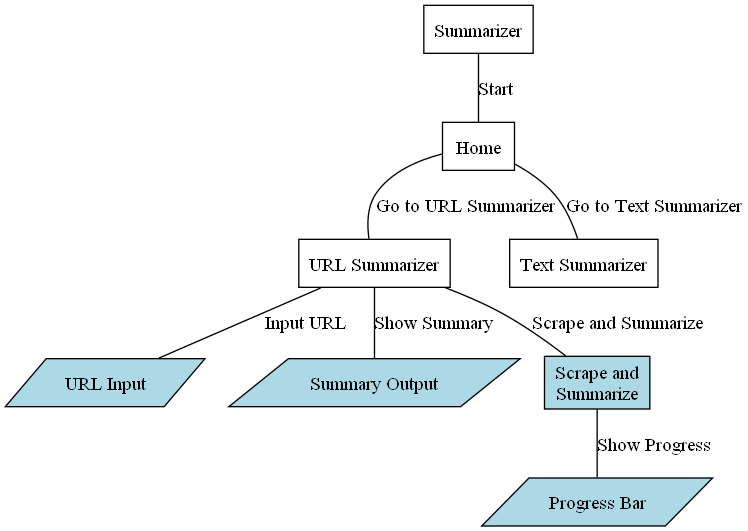 Summarizer
Start
Home
Go to URL Summarizer
Go to Text Summarizer
URL Summarizer
Text Summarizer
Input URL
Show Summary
Scrape and Summarize
URL Input
Summary Output
Scrape and
Summarize
Show Progress
Progress Bar